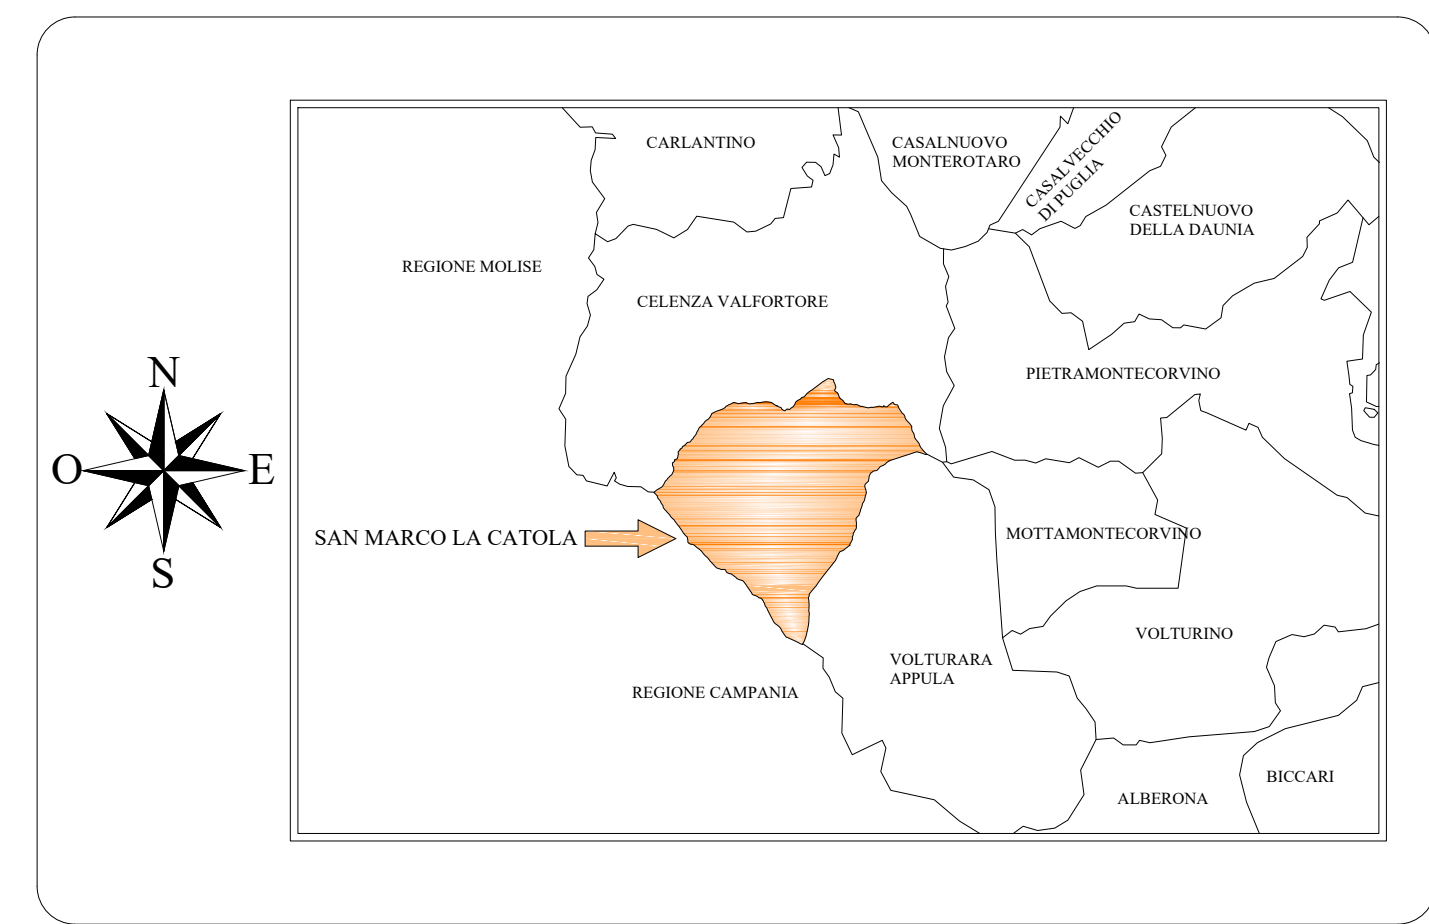 CARLANTINO
CASALNUOVO
MONTEROTARO
CASALVECCHIO
DI PUGLIA
CASTELNUOVO
DELLA DAUNIA
REGIONE MOLISE
CELENZA VALFORTORE
PIETRAMONTECORVINO
N
O
E
S
SAN MARCO LA CATOLA
MOTTAMONTECORVINO
VOLTURINO
VOLTURARA
APPULA
REGIONE CAMPANIA
BICCARI
ALBERONA